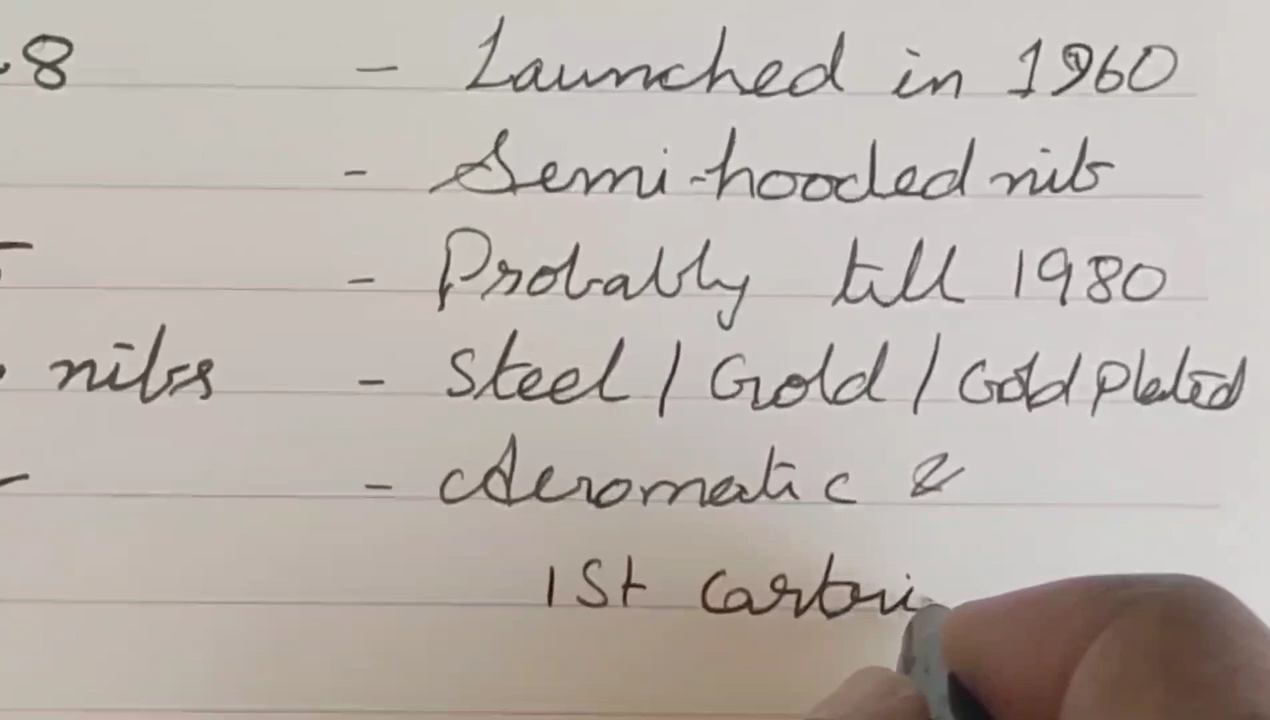 .8 - Launched in 1960
- Semi-hooded nib
- Probably till 1980
nibs - Steel / Gold / Gold plated
- Aeromatic &
1st Cartri